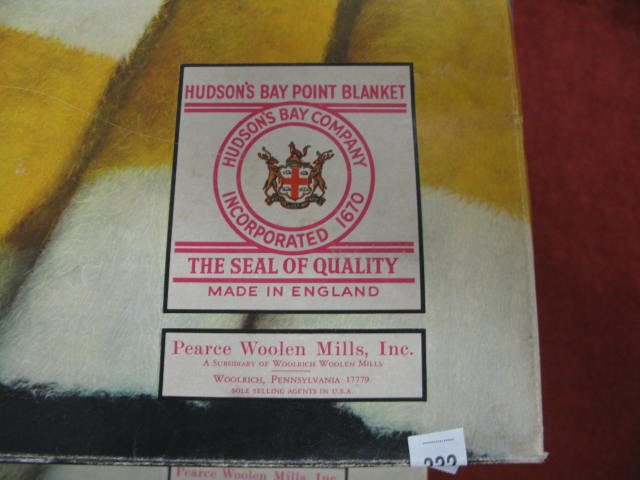 HUDSON'S BAY POINT BLANKET
HUDSON'S BAY COMPANY
INCORPORATED 1670
THE SEAL OF QUALITY
MADE IN ENGLAND
Pearce Woolen Mills, Inc.
A SUBSIDIARY OF WOOLRICH WOOLEN MILLS
WOOLRICH, PENNSYLVANIA 17779
SOLE SELLING AGENTS IN U.S.A.
Pearce Woolen Mills, Inc.